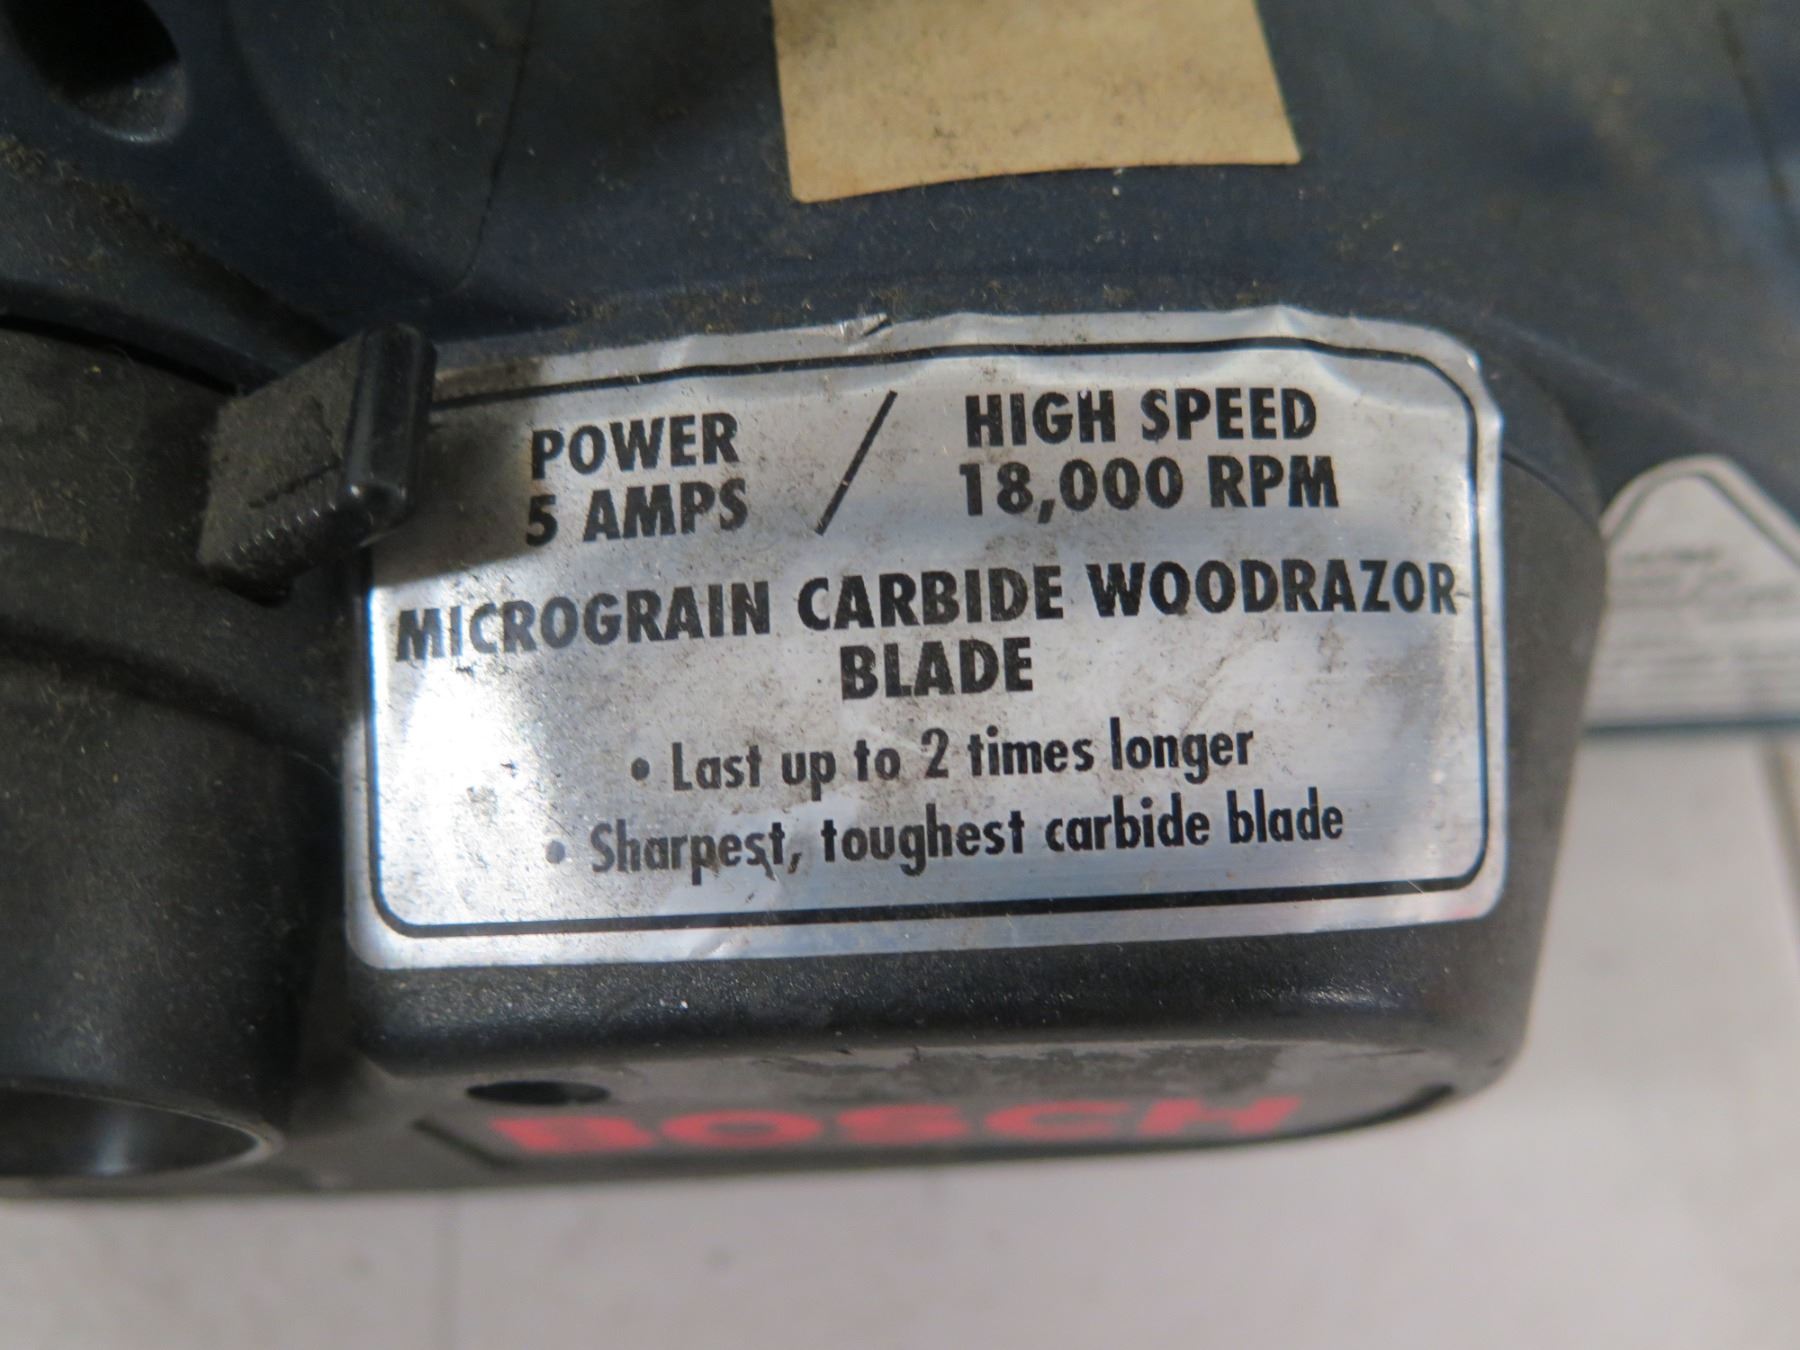 POWER / HIGH SPEED
5 AMPS 18,000 RPM
MICROGRAIN CARBIDE WOODRAZOR
BLADE
• Last up to 2 times longer
• Sharpest, toughest carbide blade
BOSCH